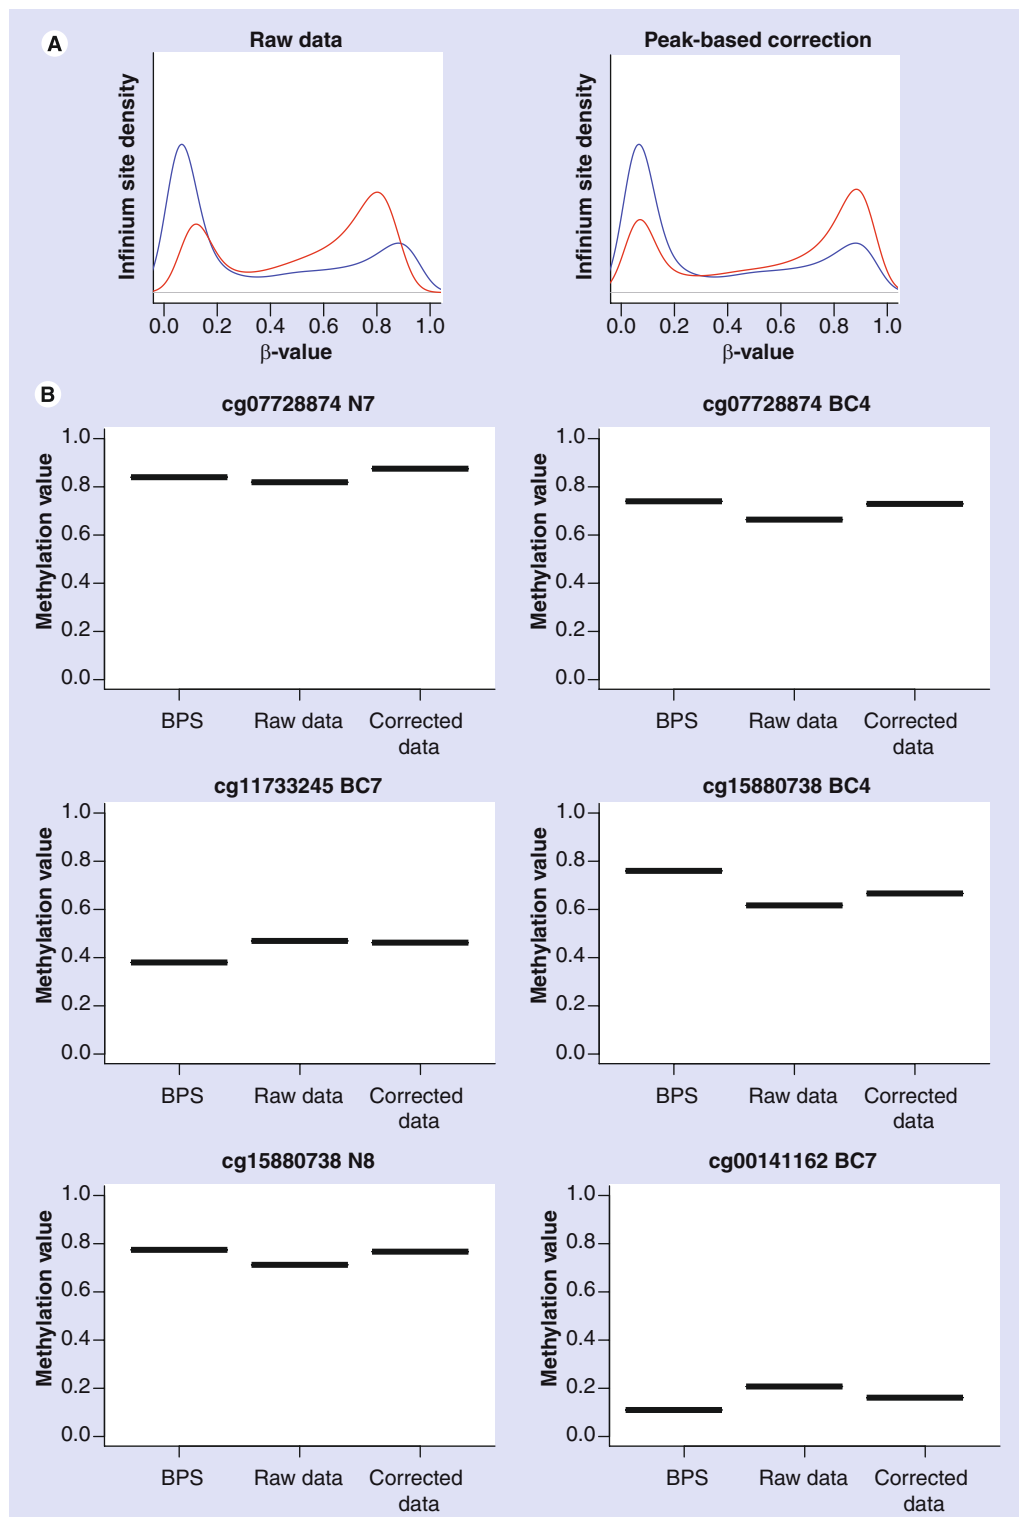 A
Raw data
Peak-based correction
Infinium site density
Infinium site density
0.0 0.2 0.4 0.6 0.8 1.0
0.0 0.2 0.4 0.6 0.8 1.0
β-value
β-value
B
cg07728874 N7
Methylation value
1.0
0.8
0.6
0.4
0.2
0.0
BPS Raw data Corrected
data
cg07728874 BC4
Methylation value
1.0
0.8
0.6
0.4
0.2
0.0
BPS Raw data Corrected
data
cg11733245 BC7
Methylation value
1.0
0.8
0.6
0.4
0.2
0.0
BPS Raw data Corrected
data
cg15880738 BC4
Methylation value
1.0
0.8
0.6
0.4
0.2
0.0
BPS Raw data Corrected
data
cg15880738 N8
Methylation value
1.0
0.8
0.6
0.4
0.2
0.0
BPS Raw data Corrected
data
cg00141162 BC7
Methylation value
1.0
0.8
0.6
0.4
0.2
0.0
BPS Raw data Corrected
data